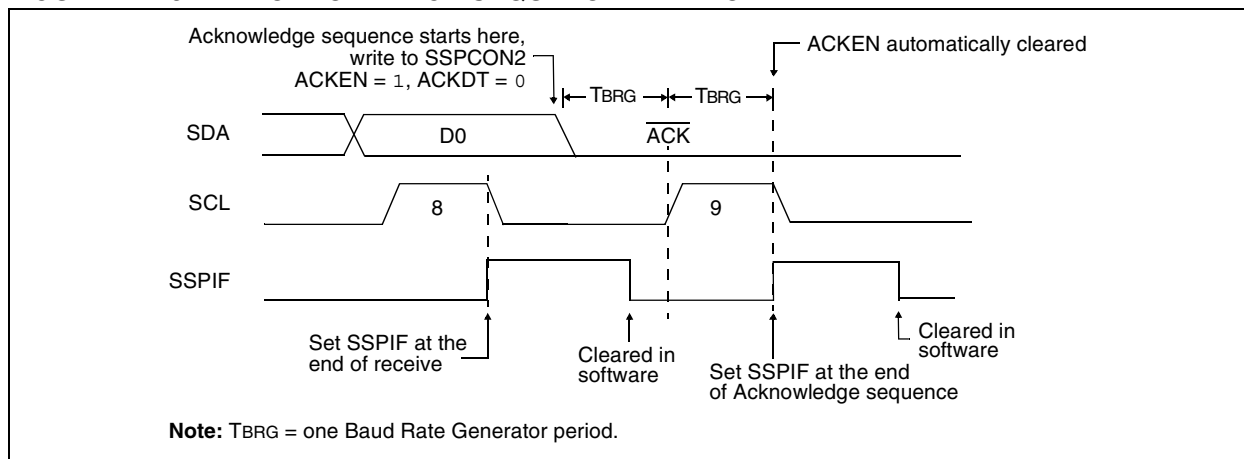 Acknowledge sequence starts here,
write to SSPCON2
ACKEN = 1, ACKDT = 0
ACKEN automatically cleared
TBRG
TBRG
SDA
D0
ACK
SCL
8
9
SSPIF
Set SSPIF at the
end of receive
Cleared in
software
Set SSPIF at the end
of Acknowledge sequence
Cleared in
software
Note: TBRG = one Baud Rate Generator period.